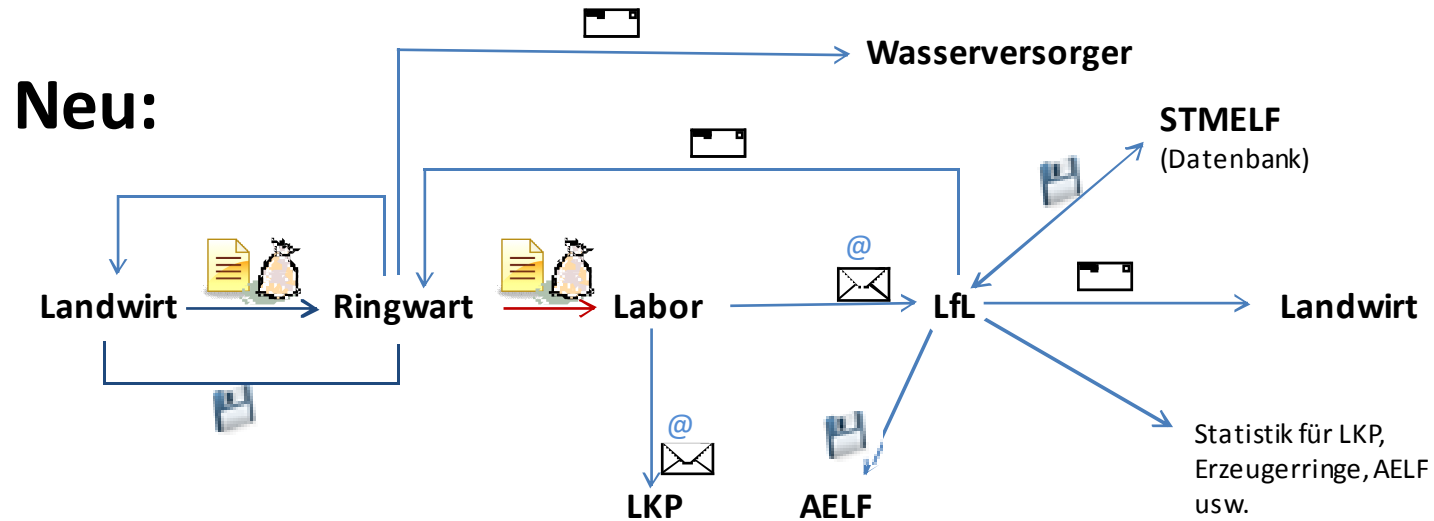 Wasserversorger
Neu:
STMELF
(Datenbank)
@
Landwirt
Ringwart
Labor
LfL
Landwirt
@
Statistik für LKP,
Erzeugerringe, AELF
usw.
LKP
AELF